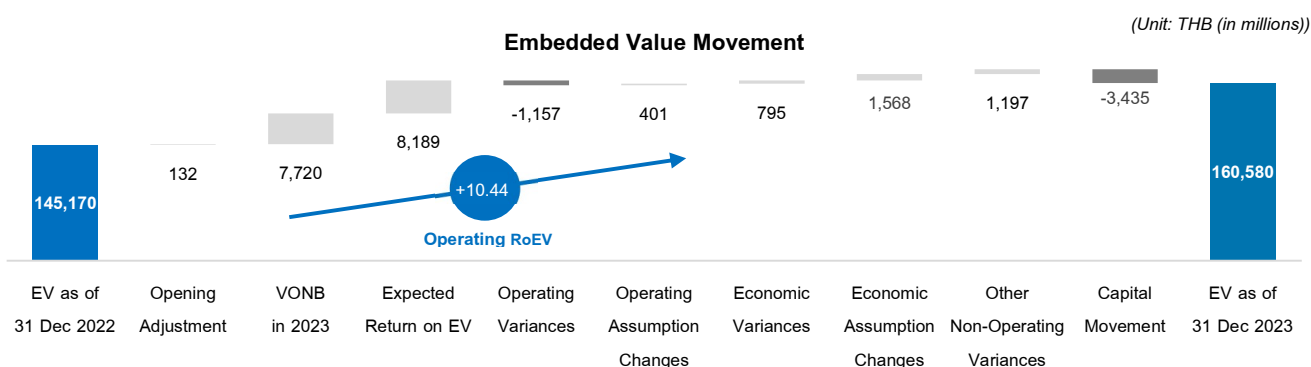 (Unit: THB (in millions))
Embedded Value Movement
145,170
132
7,720
8,189
-1,157
401
795
1,568
1,197
-3,435
160,580
+10.44
Operating RoEV
EV as of
31 Dec 2022
Opening
Adjustment
VONB
in 2023
Expected
Return on EV
Operating
Variances
Operating
Assumption
Changes
Economic
Variances
Economic
Assumption
Changes
Other
Non-Operating
Variances
Capital
Movement
EV as of
31 Dec 2023